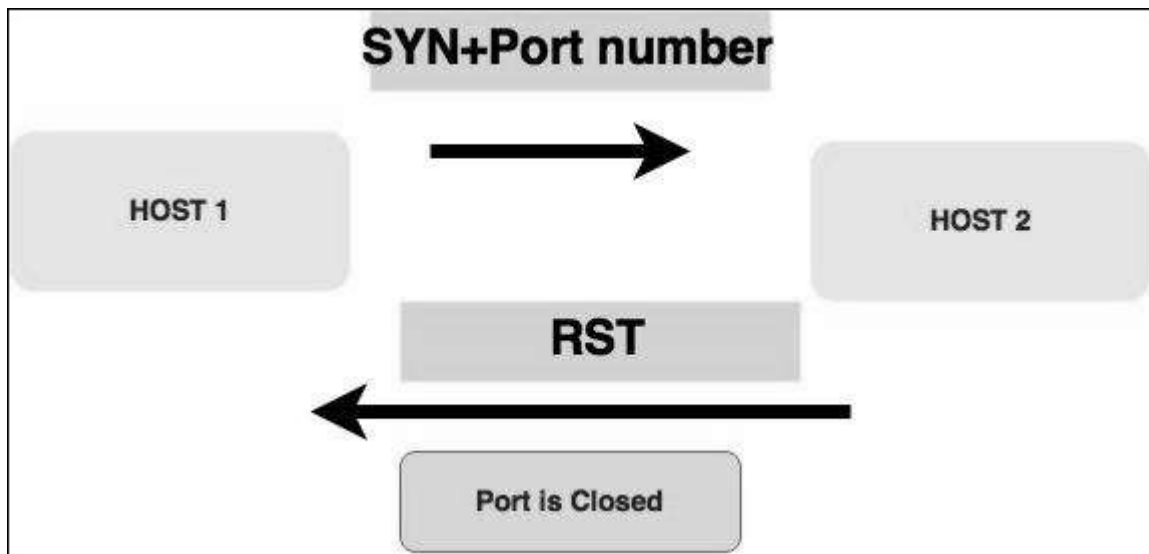 SYN+Port number
HOST 1
HOST 2
RST
Port is Closed